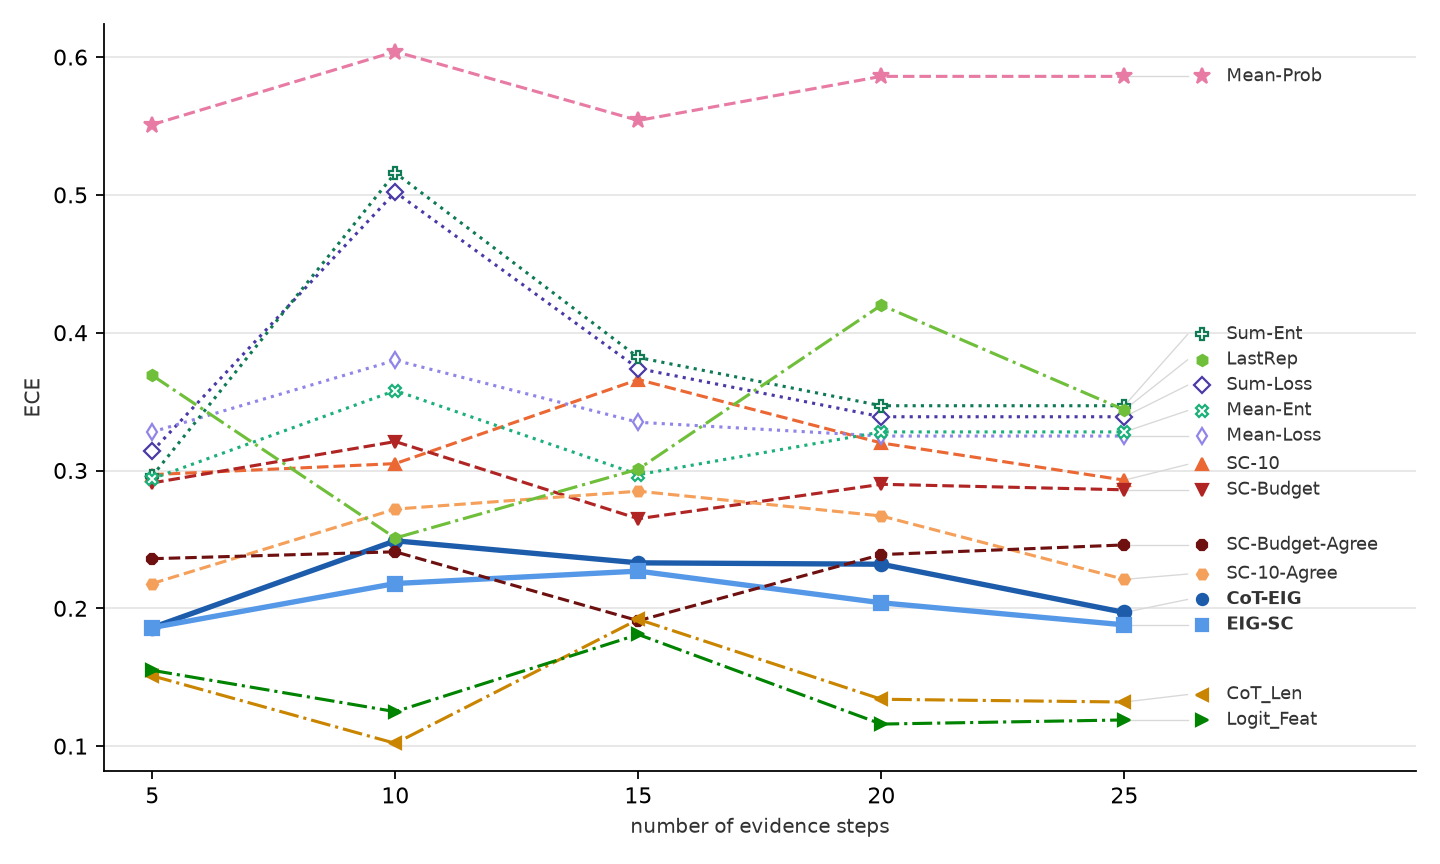 0.6
0.5
0.4
0.3
0.2
0.1
ECE
5
10
15
20
25
number of evidence steps
Mean-Prob
Sum-Ent
LastRep
Sum-Loss
Mean-Ent
Mean-Loss
SC-10
SC-Budget
SC-Budget-Agree
SC-10-Agree
CoT-EIG
EIG-SC
CoT_Len
Logit_Feat